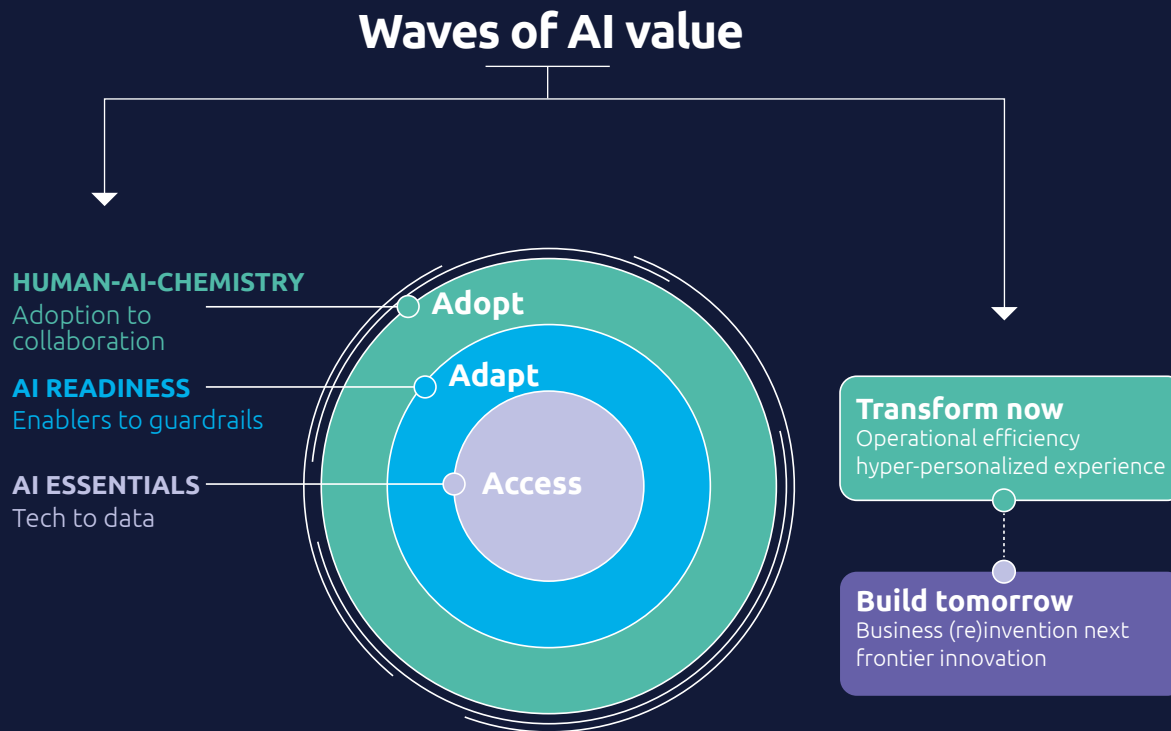 Waves of AI value
HUMAN-AI-CHEMISTRY
Adoption to
collaboration
AI READINESS
Enablers to guardrails
AI ESSENTIALS
Tech to data
Adopt
Adapt
Access
Transform now
Operational efficiency
hyper-personalized experience
Build tomorrow
Business (re)invention next
frontier innovation